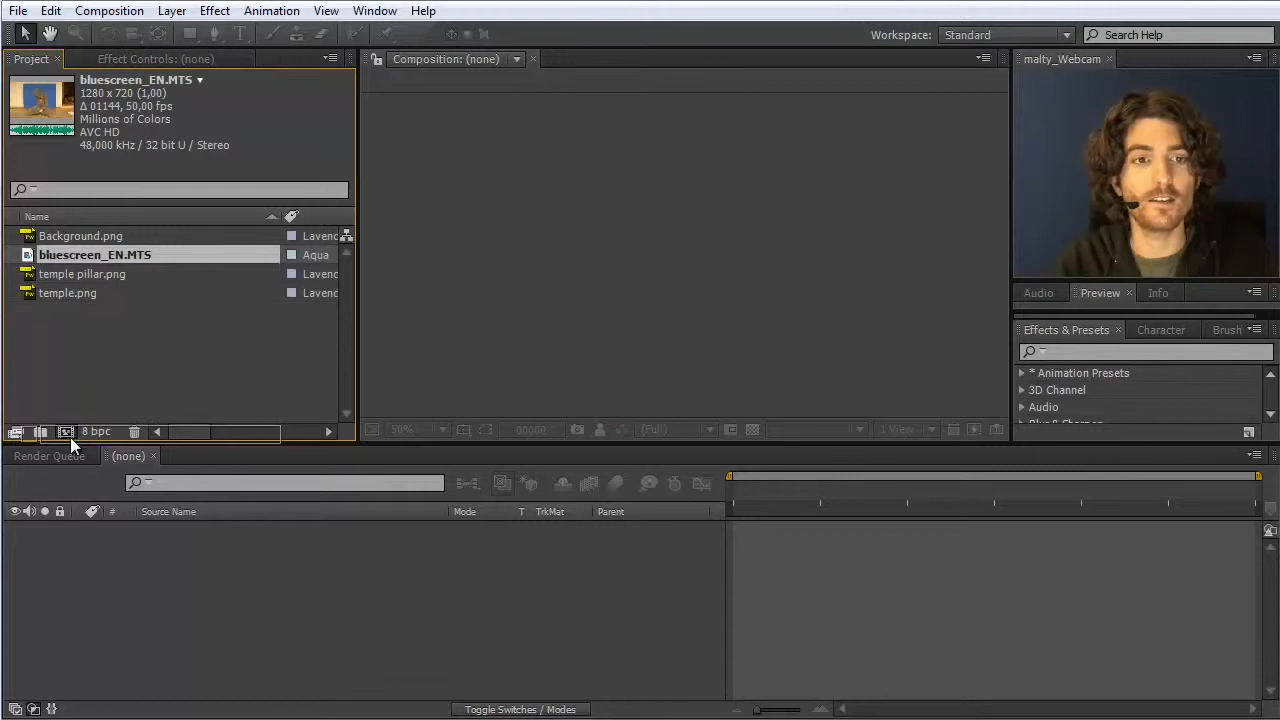 File Edit Composition Layer Effect Animation View Window Help
Workspace: Standard Search Help
Project Effect Controls: (none) Composition: (none) malty_Webcam
bluescreen_EN.MTS
1280 x 720 (1,00)
Δ 01144, 50,00 fps
Millions of Colors
AVC HD
48,000 kHz / 32 bit U / Stereo
Name
Background.png Lavenc
bluescreen_EN.MTS Aqua
temple pillar.png Lavenc
temple.png Lavenc
Audio Preview Info
Effects & Presets Character Brush
* Animation Presets
3D Channel
Audio
8 bpc 50% 00000 (Full) 1 View
Render Queue (none)
# Source Name Mode T TrkMat Parent
Toggle Switches / Modes